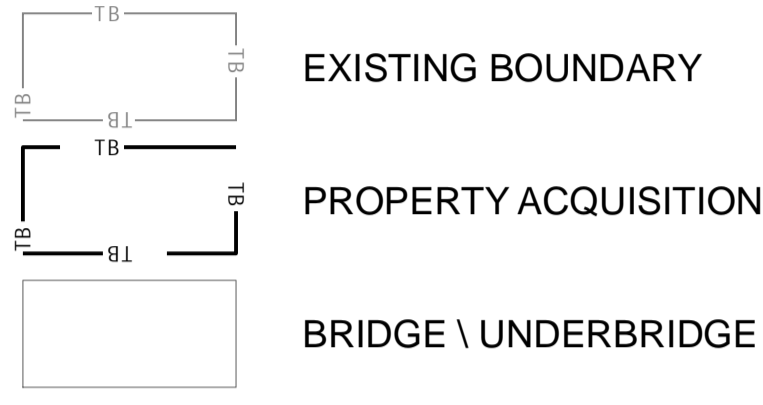 TB
TB
EXISTING BOUNDARY
TB
TB
TB
TB
PROPERTY ACQUISITION
TB
TB
BRIDGE \ UNDERBRIDGE